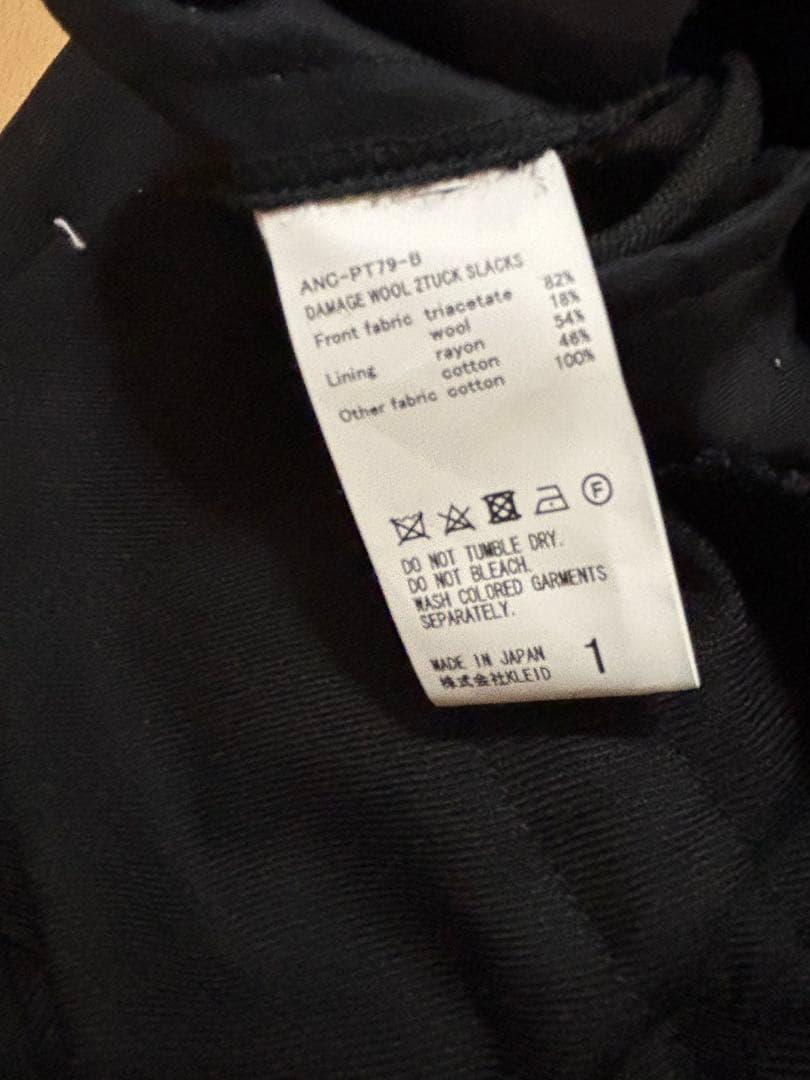 ANC-PT79-B
DAMAGE WOOL 2TUCK SLACKS
Front fabric triacetate 82%
wool 18%
Lining rayon 54%
cotton 46%
Other fabric cotton 100%
F
DO NOT TUMBLE DRY.
DO NOT BLEACH.
WASH COLORED GARMENTS
SEPARATELY.
MADE IN JAPAN
株式会社KLEID
1